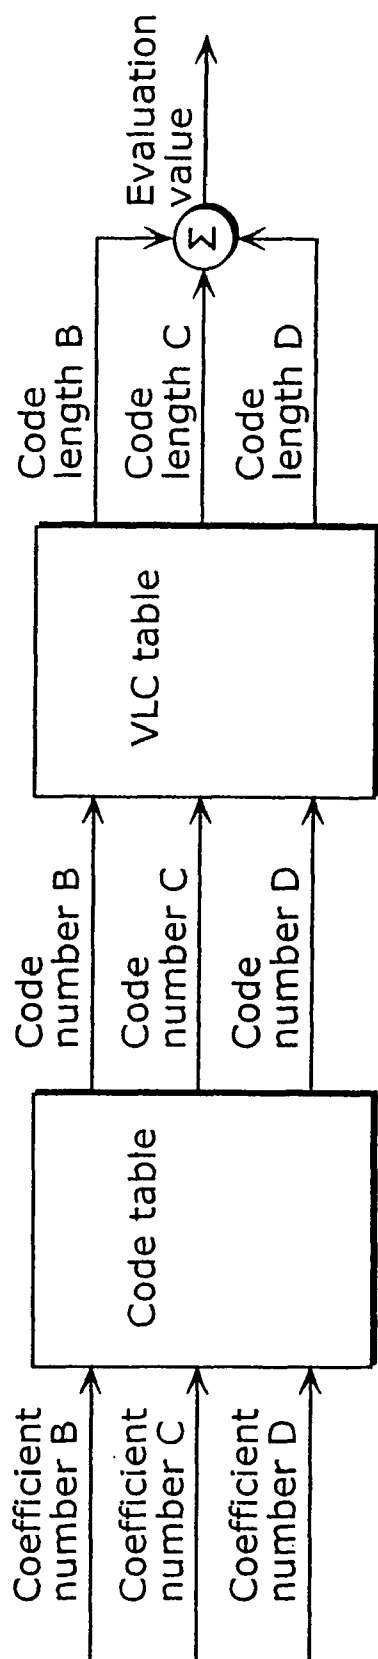 Coefficient
number B
Coefficient
number C
Coefficient
number D
Code table
Code
number B
Code
number C
Code
number D
VLC table
Code
length B
Code
length C
Code
length D
Σ
Evaluation
value